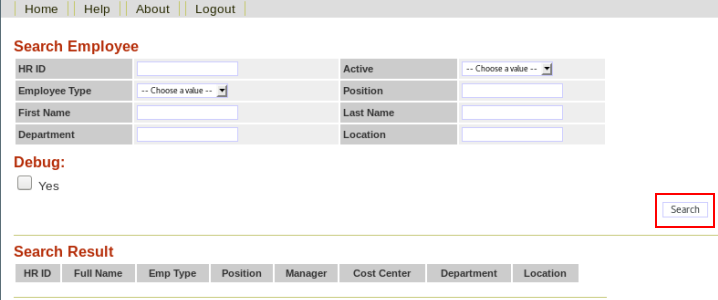 Home Help About Logout
Search Employee
HR ID Active -- Choose a value --
Employee Type -- Choose a value -- Position
First Name Last Name
Department Location
Debug:
Yes
Search
Search Result
HR ID Full Name Emp Type Position Manager Cost Center Department Location